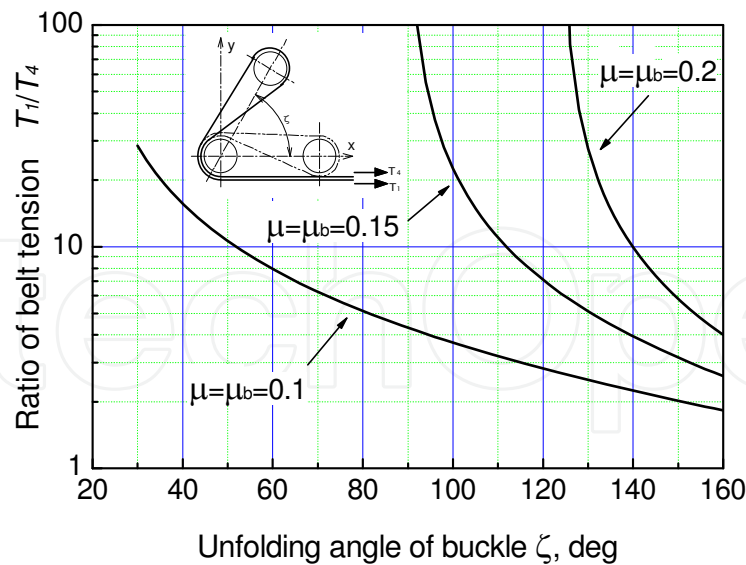 100
10
1
Ratio of belt tension T₁/T₄
y
ζ
x
T₄
T₁
μ=μb=0.2
μ=μb=0.15
μ=μb=0.1
20 40 60 80 100 120 140 160
Unfolding angle of buckle ζ, deg